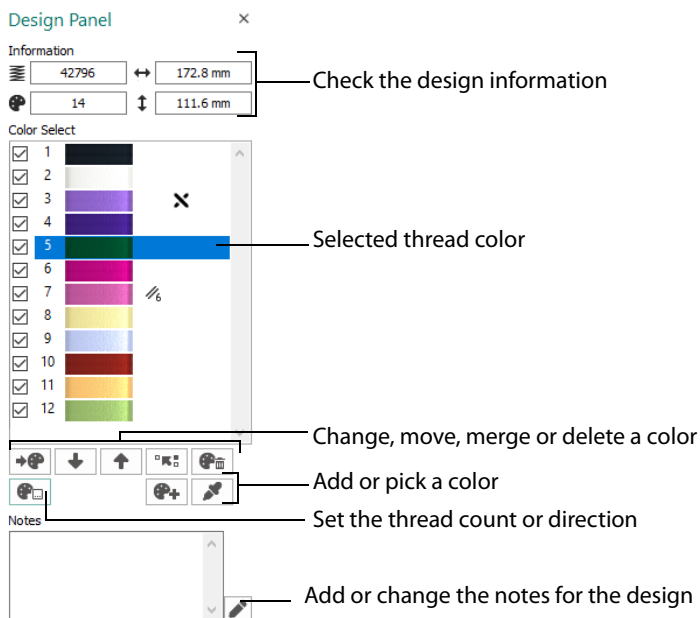 Design Panel
Information
42796 172.8 mm
Check the design information
14 111.6 mm
Color Select
1
2
3
4
5
Selected thread color
6
7 6
8
9
10
11
12
Change, move, merge or delete a color
Add or pick a color
Set the thread count or direction
Notes
Add or change the notes for the design